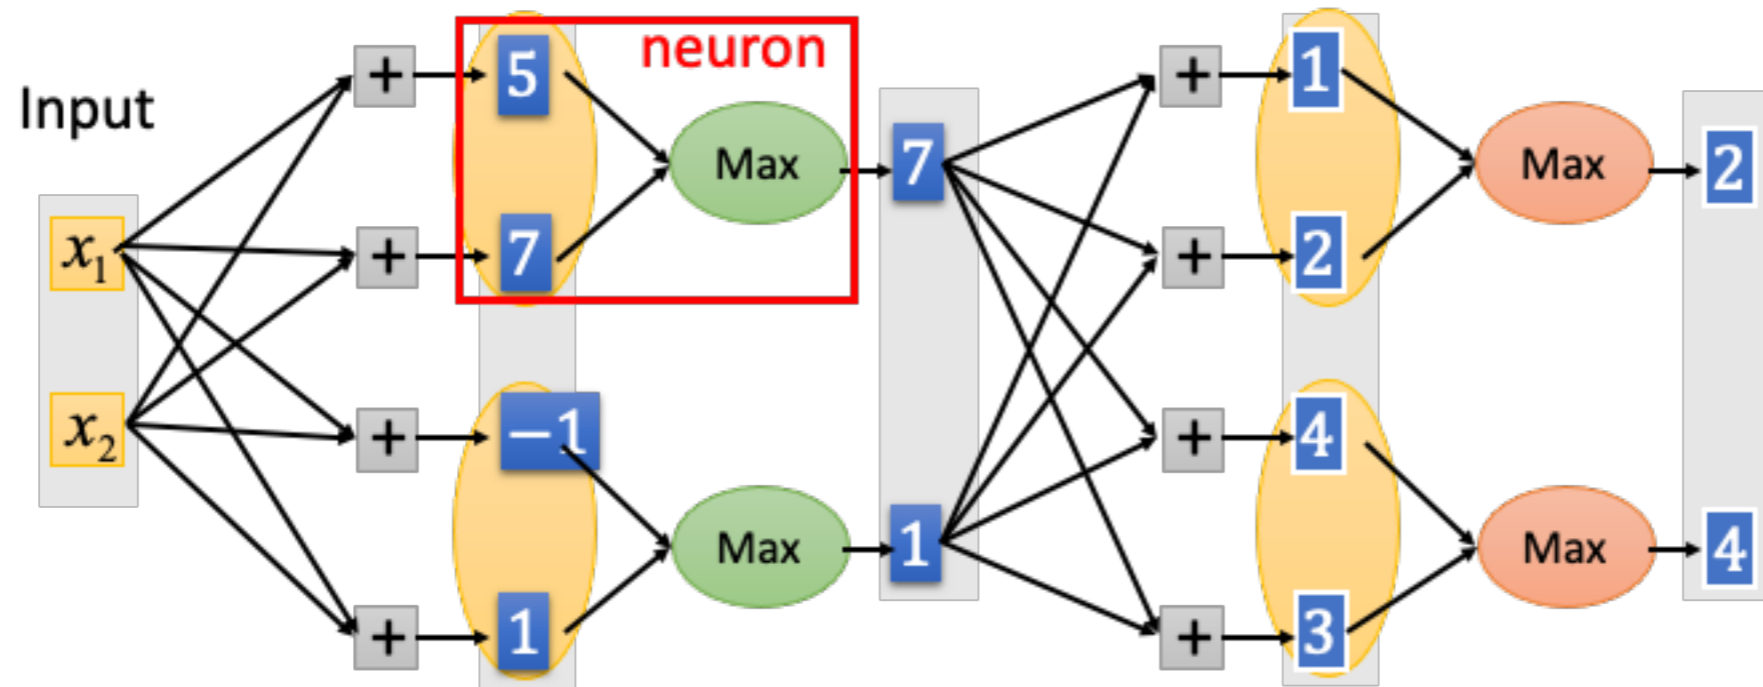 Input
neuron
x₁
x₂
+
+
+
+
5
7
−1
1
Max
Max
7
1
+
+
+
+
1
2
4
3
Max
Max
2
4